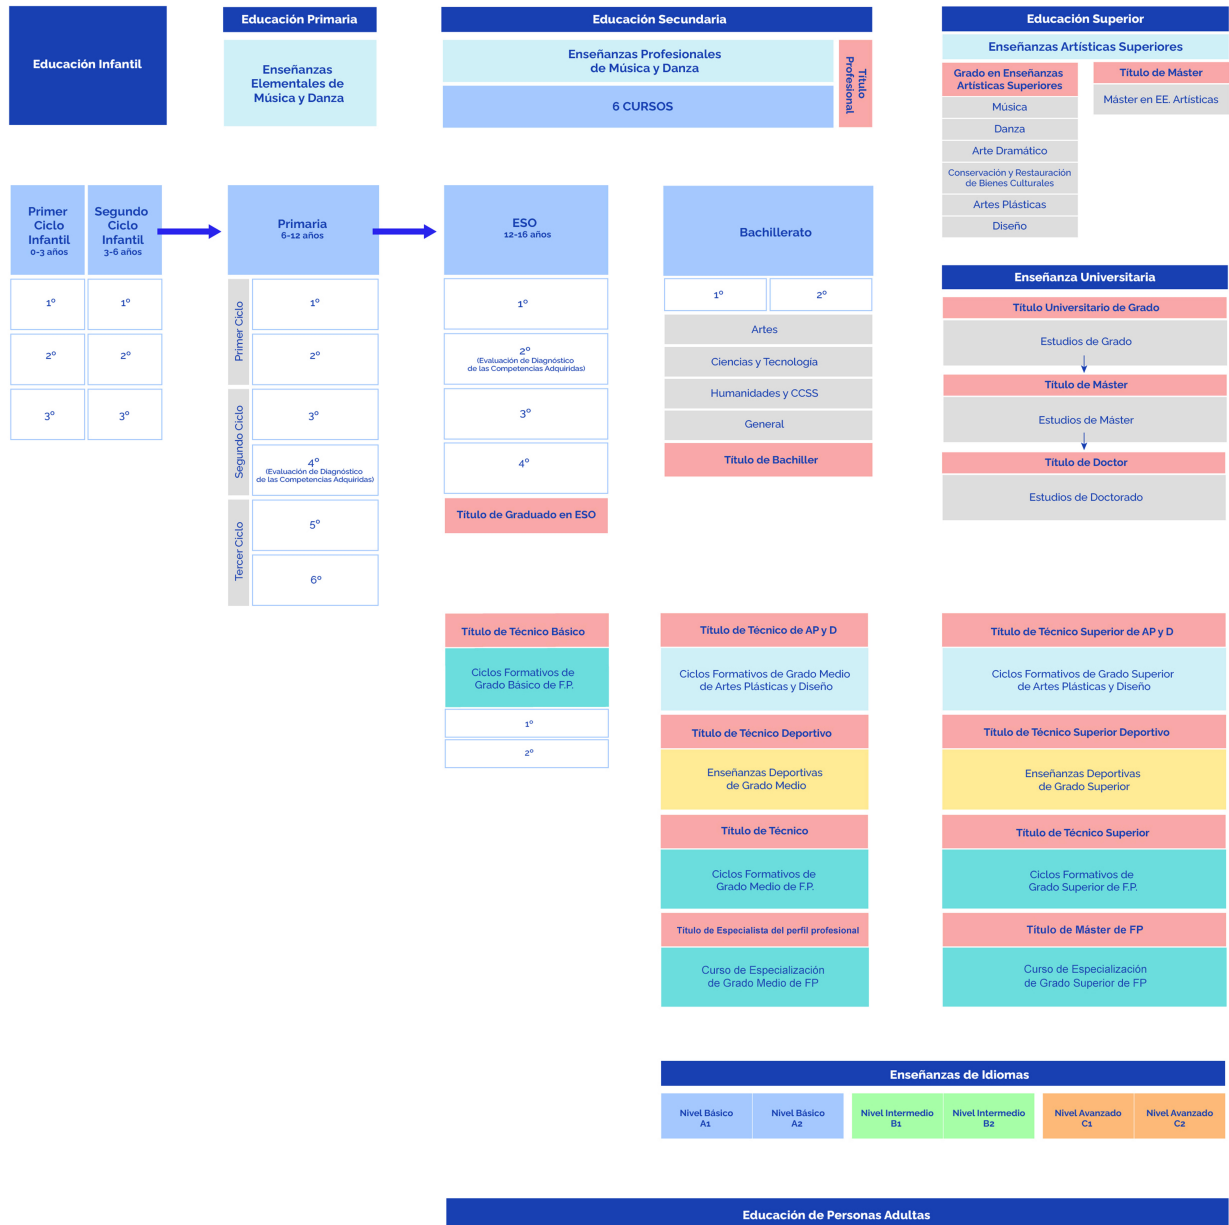 Educación Infantil
Educación Primaria
Enseñanzas
Elementales de
Música y Danza
Educación Secundaria
Enseñanzas Profesionales
de Música y Danza
6 CURSOS
Título
Profesional
Educación Superior
Enseñanzas Artísticas Superiores
Grado en Enseñanzas
Artísticas Superiores
Música
Danza
Arte Dramático
Conservación y Restauración
de Bienes Culturales
Artes Plásticas
Diseño
Título de Máster
Máster en EE. Artísticas
Primer
Ciclo
Infantil
0-3 años
1º
2º
3º
Segundo
Ciclo
Infantil
3-6 años
1º
2º
3º
Primaria
6-12 años
Primer Ciclo
1º
2º
Segundo Ciclo
3º
4º
(Evaluación de Diagnóstico
de las Competencias Adquiridas)
Tercer Ciclo
5º
6º
ESO
12-16 años
1º
2º
(Evaluación de Diagnóstico
de las Competencias Adquiridas)
3º
4º
Título de Graduado en ESO
Bachillerato
1º
2º
Artes
Ciencias y Tecnología
Humanidades y CCSS
General
Título de Bachiller
Enseñanza Universitaria
Título Universitario de Grado
Estudios de Grado
Título de Máster
Estudios de Máster
Título de Doctor
Estudios de Doctorado
Título de Técnico Básico
Ciclos Formativos de
Grado Básico de F.P.
1º
2º
Título de Técnico de AP y D
Ciclos Formativos de Grado Medio
de Artes Plásticas y Diseño
Título de Técnico Deportivo
Enseñanzas Deportivas
de Grado Medio
Título de Técnico
Ciclos Formativos de
Grado Medio de F.P.
Título de Especialista del perfil profesional
Curso de Especialización
de Grado Medio de FP
Título de Técnico Superior de AP y D
Ciclos Formativos de Grado Superior
de Artes Plásticas y Diseño
Título de Técnico Superior Deportivo
Enseñanzas Deportivas
de Grado Superior
Título de Técnico Superior
Ciclos Formativos de
Grado Superior de F.P.
Título de Máster de FP
Curso de Especialización
de Grado Superior de FP
Enseñanzas de Idiomas
Nivel Básico
A1
Nivel Básico
A2
Nivel Intermedio
B1
Nivel Intermedio
B2
Nivel Avanzado
C1
Nivel Avanzado
C2
Educación de Personas Adultas